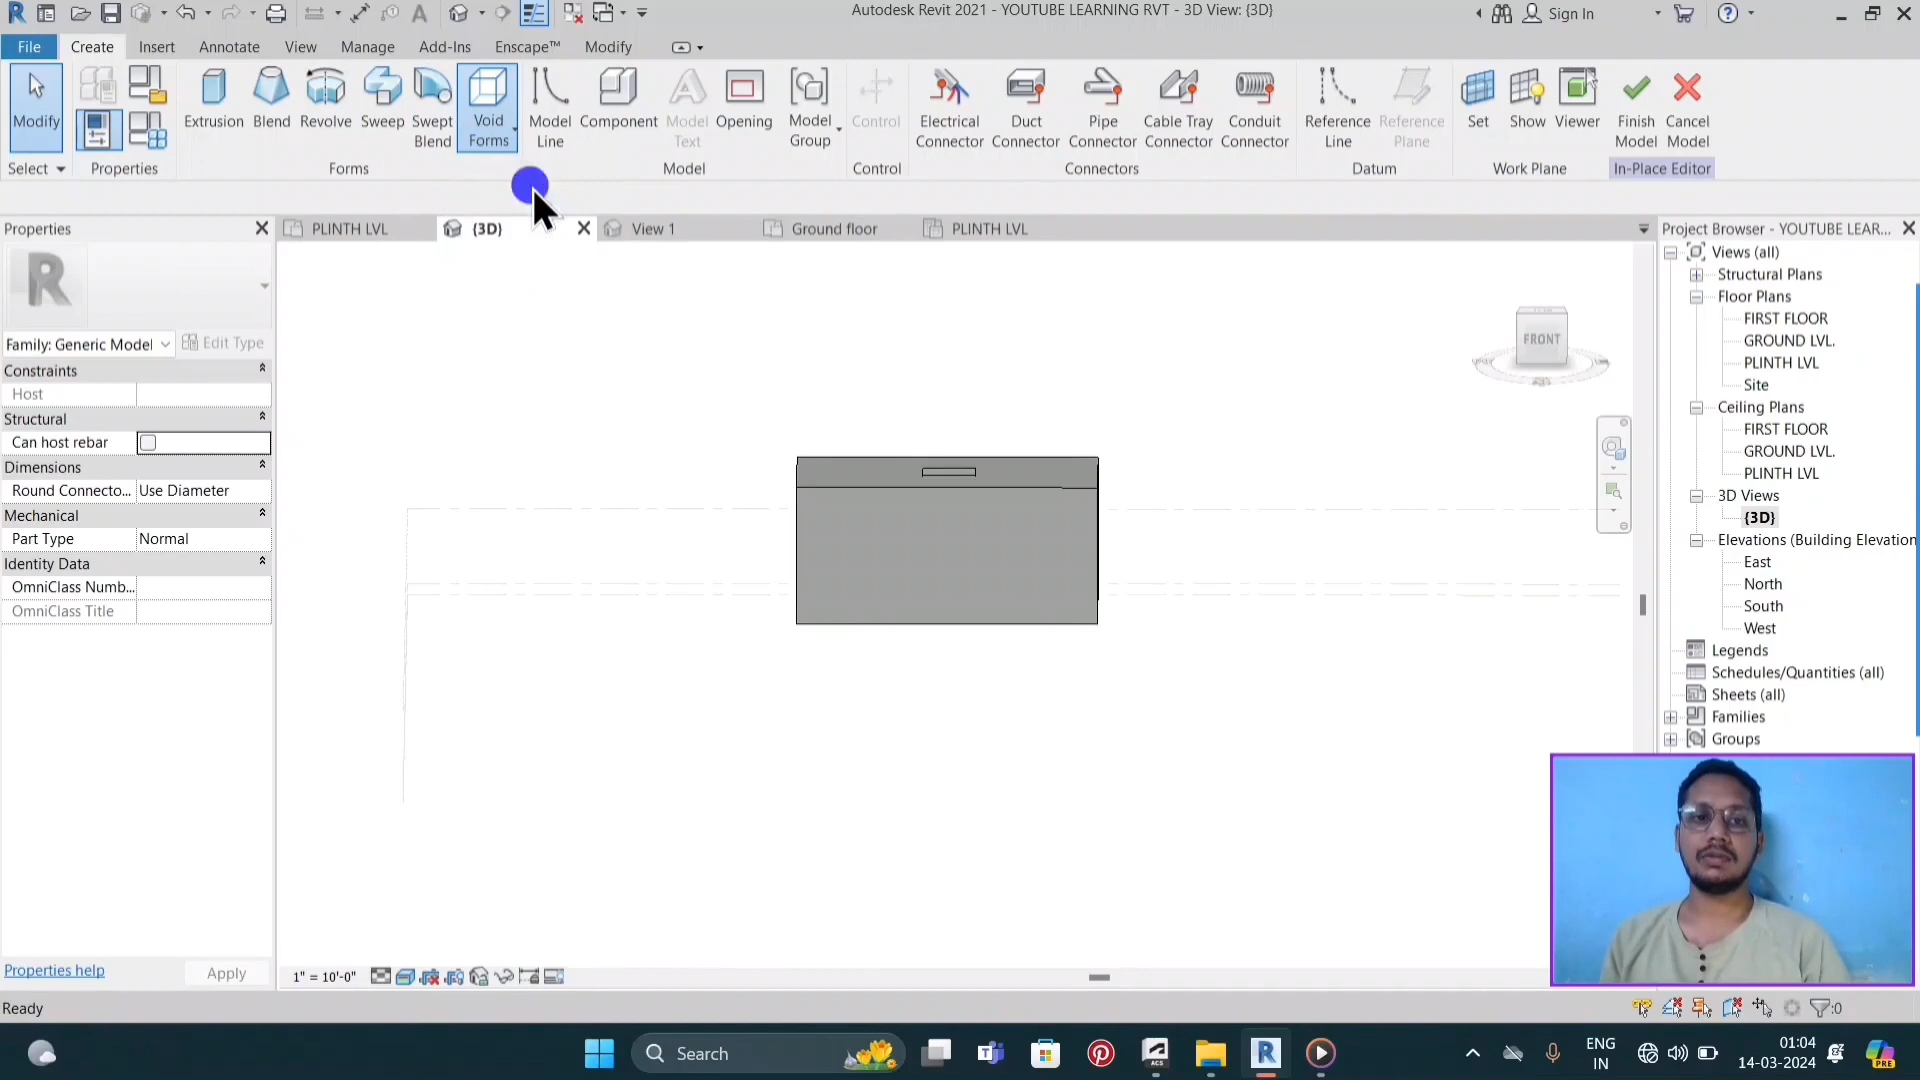 Autodesk Revit 2021 - YOUTUBE LEARNING RVT - 3D View: {3D}
Sign In
File Create Insert Annotate View Manage Add-Ins Enscape™ Modify
Modify
Extrusion Blend Revolve Sweep Swept Blend Void Forms
Model Line Component Model Text Opening Model Group
Control
Electrical Connector Duct Connector Pipe Connector Cable Tray Connector Conduit Connector
Reference Line Reference Plane
Set Show Viewer
Finish Model Cancel Model
Select Properties Forms Model Control Connectors Datum Work Plane In-Place Editor
Properties
PLINTH LVL {3D} View 1 Ground floor PLINTH LVL
Project Browser - YOUTUBE LEAR...
R
Family: Generic Model
Edit Type
Constraints
Host
Structural
Can host rebar
Dimensions
Round Connecto... Use Diameter
Mechanical
Part Type Normal
Identity Data
OmniClass Numb...
OmniClass Title
Properties help
Apply
FRONT
Views (all)
Structural Plans
Floor Plans
FIRST FLOOR
GROUND LVL.
PLINTH LVL
Site
Ceiling Plans
FIRST FLOOR
GROUND LVL.
PLINTH LVL
3D Views
{3D}
Elevations (Building Elevation
East
North
South
West
Legends
Schedules/Quantities (all)
Sheets (all)
Families
Groups
1" = 10'-0"
Ready
:0
Search
ENG
IN
01:04
14-03-2024
PRE